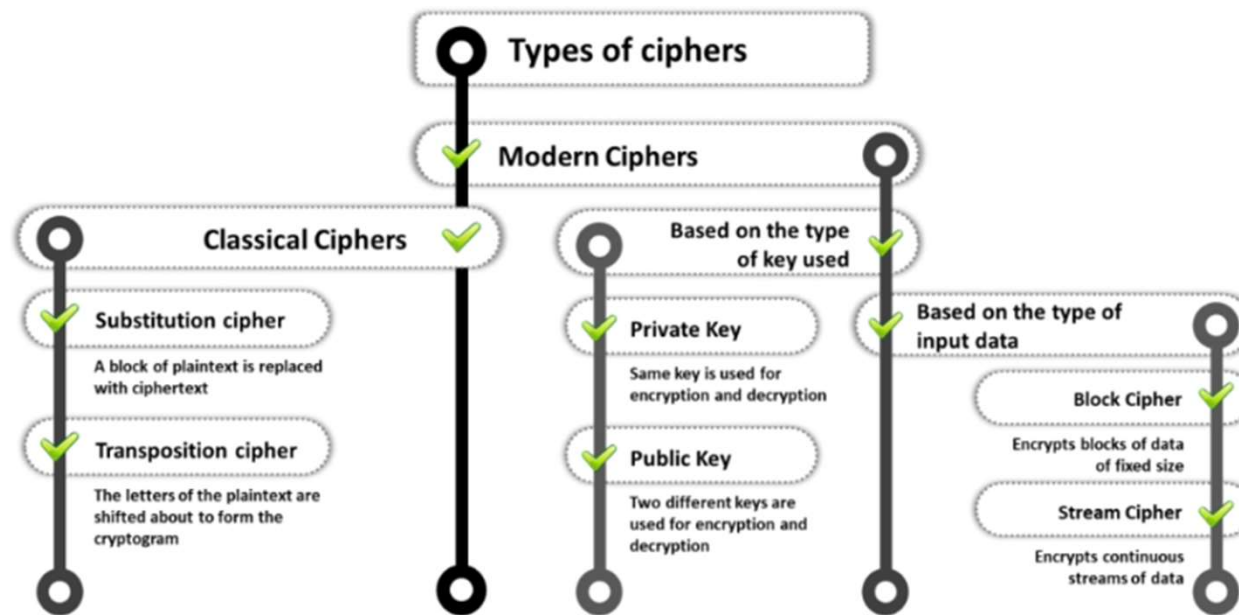 Types of ciphers
Modern Ciphers
Classical Ciphers
Substitution cipher
A block of plaintext is replaced
with ciphertext
Transposition cipher
The letters of the plaintext are
shifted about to form the
cryptogram
Based on the type
of key used
Private Key
Same key is used for
encryption and decryption
Public Key
Two different keys are
used for encryption and
decryption
Based on the type of
input data
Block Cipher
Encrypts blocks of data
of fixed size
Stream Cipher
Encrypts continuous
streams of data